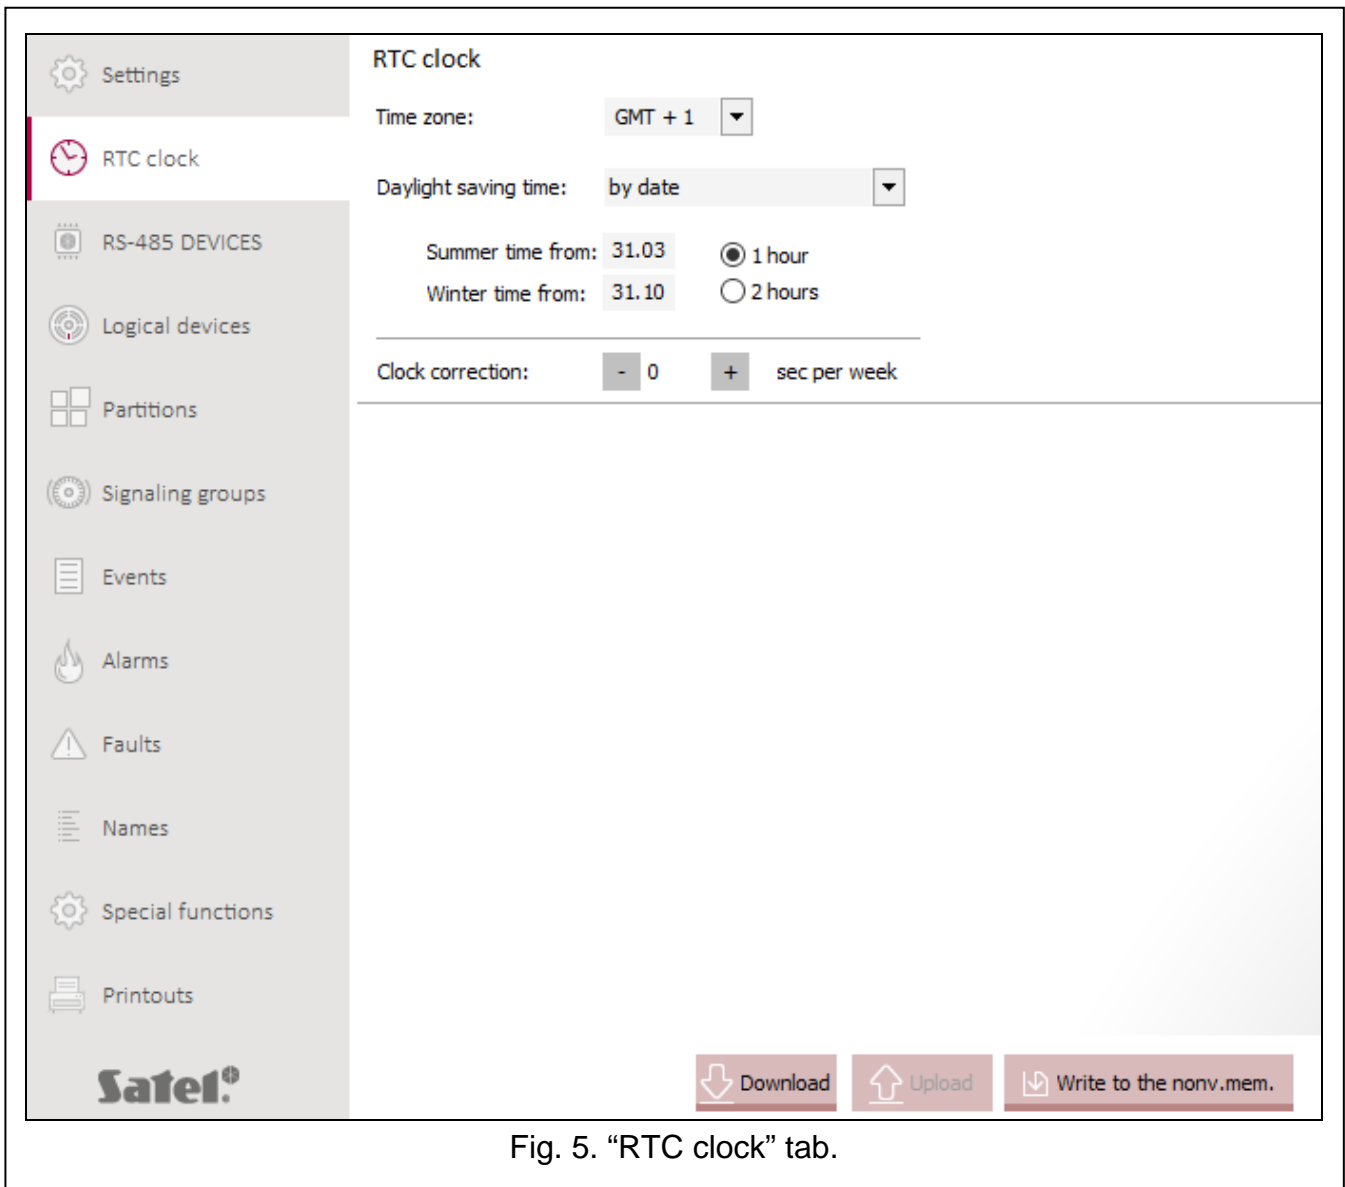 Settings
RTC clock
RS-485 DEVICES
Logical devices
Partitions
Signaling groups
Events
Alarms
Faults
Names
Special functions
Printouts
Satel.®
RTC clock
Time zone: GMT + 1
Daylight saving time: by date
Summer time from: 31.03 1 hour
Winter time from: 31.10 2 hours
Clock correction: - 0 + sec per week
Download Upload Write to the nonv.mem.
Fig. 5. “RTC clock” tab.